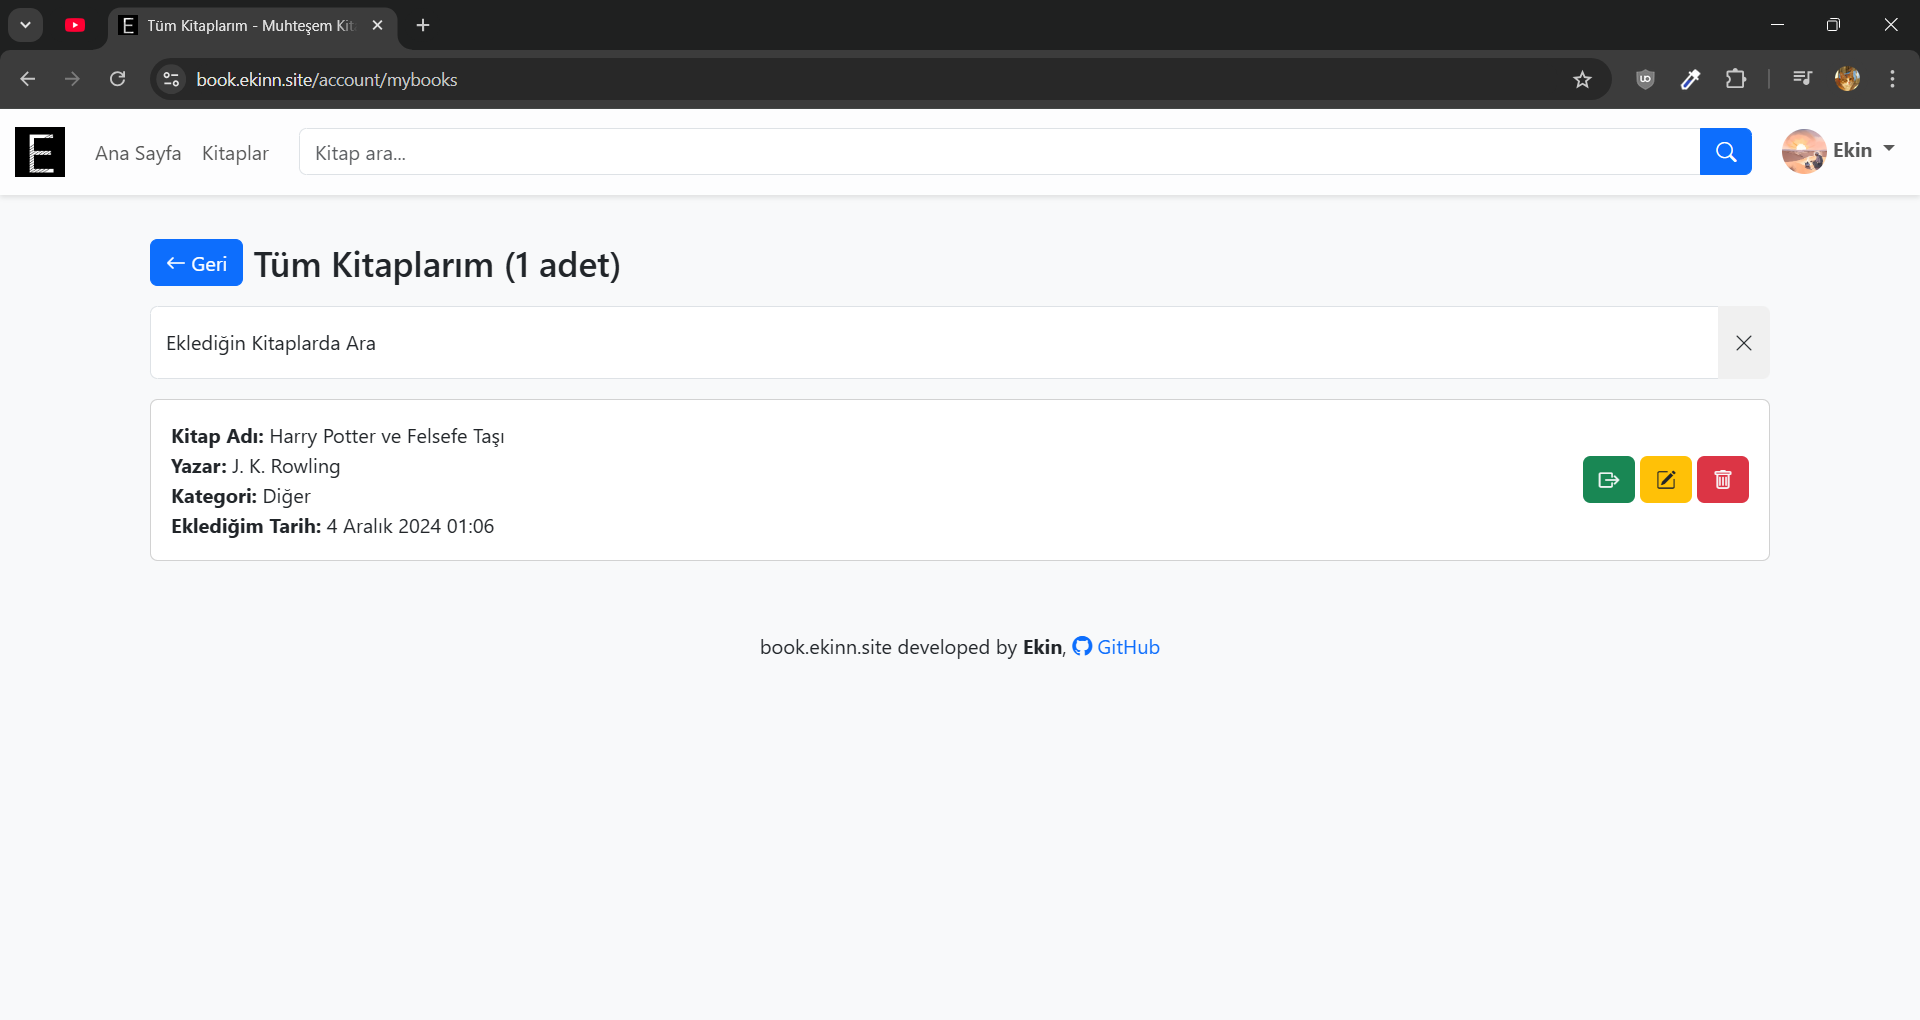 Tüm Kitaplarım - Muhteşem Kit
book.ekinn.site/account/mybooks
E
Ana Sayfa
Kitaplar
Kitap ara...
Ekin
Geri
Tüm Kitaplarım (1 adet)
Eklediğin Kitaplarda Ara
Kitap Adı: Harry Potter ve Felsefe Taşı
Yazar: J. K. Rowling
Kategori: Diğer
Eklediğim Tarih: 4 Aralık 2024 01:06
book.ekinn.site developed by Ekin, GitHub